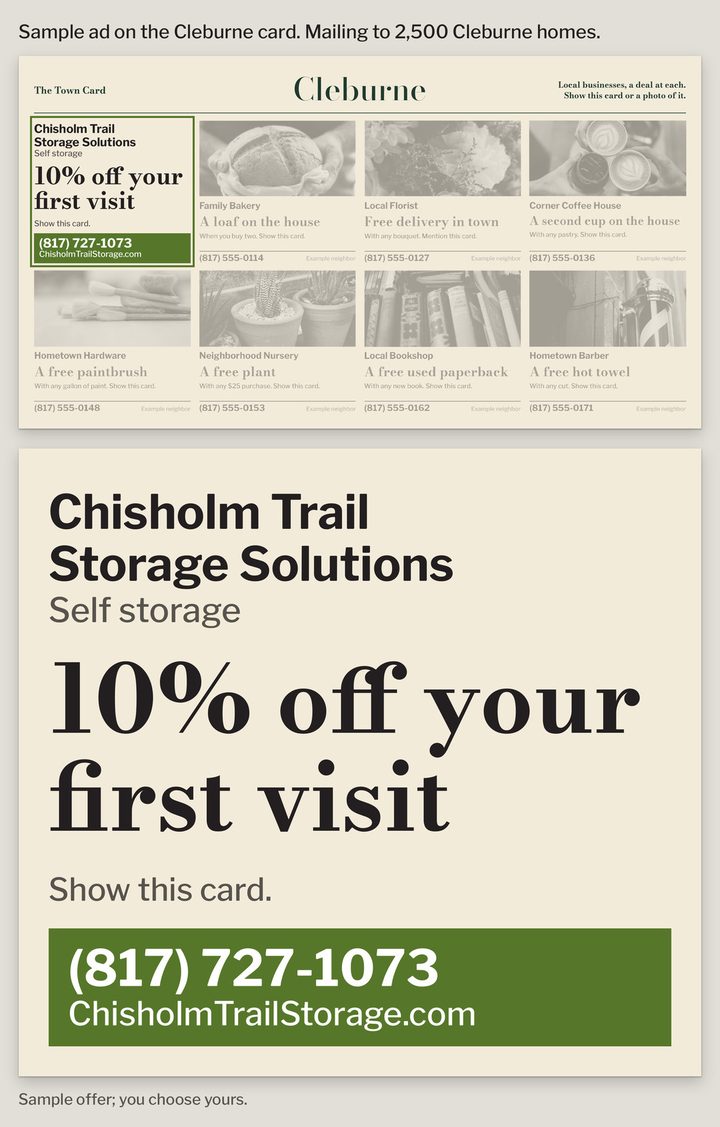 Sample ad on the Cleburne card. Mailing to 2,500 Cleburne homes.
The Town Card
Cleburne
Local businesses, a deal at each.
Show this card or a photo of it.
Chisholm Trail
Storage Solutions
Self storage
10% off your
first visit
Show this card.
(817) 727-1073
ChisholmTrailStorage.com
Family Bakery
A loaf on the house
When you buy two. Show this card.
(817) 555-0114
Example neighbor
Local Florist
Free delivery in town
With any bouquet. Mention this card.
(817) 555-0127
Example neighbor
Corner Coffee House
A second cup on the house
With any pastry. Show this card.
(817) 555-0136
Example neighbor
Hometown Hardware
A free paintbrush
With any gallon of paint. Show this card.
(817) 555-0148
Example neighbor
Neighborhood Nursery
A free plant
With any $25 purchase. Show this card.
(817) 555-0153
Example neighbor
Local Bookshop
A free used paperback
With any new book. Show this card.
(817) 555-0162
Example neighbor
Hometown Barber
A free hot towel
With any cut. Show this card.
(817) 555-0171
Example neighbor
Chisholm Trail
Storage Solutions
Self storage
10% off your
first visit
Show this card.
(817) 727-1073
ChisholmTrailStorage.com
Sample offer; you choose yours.